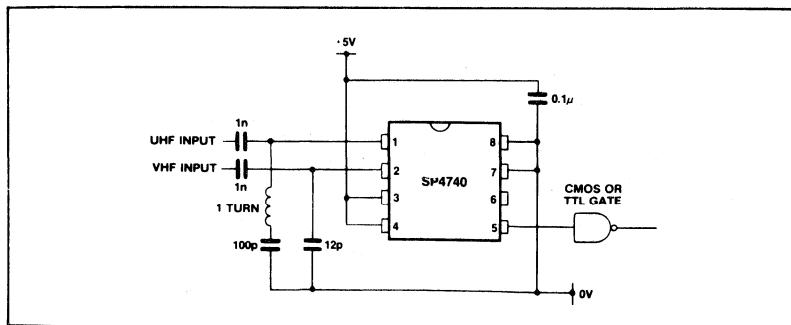 +5V
0.1μ
1n
UHF INPUT
1
8
VHF INPUT
2
7
1n
SP4740
CMOS OR
TTL GATE
3
6
1 TURN
4
5
100p
12p
0V